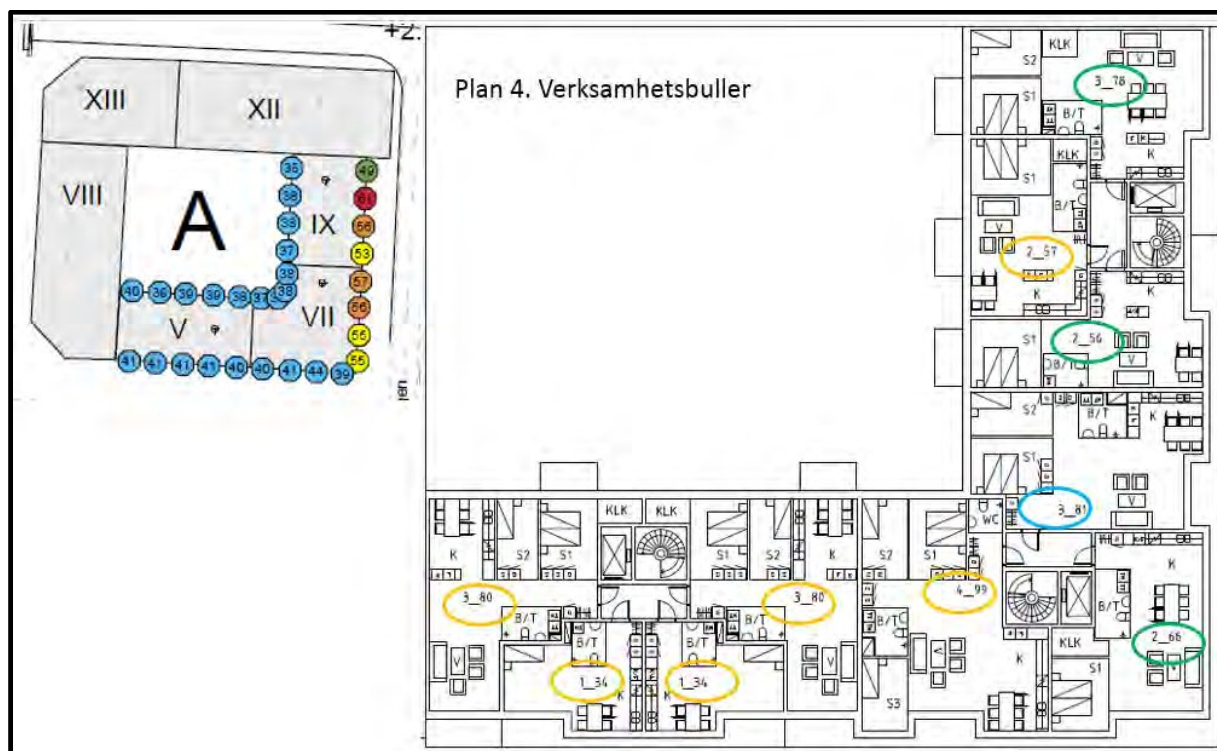 +2.
Plan 4. Verksamhetsbuller
XIII
XII
VIII
A
IX
V
VII
35
38
38
37
38
38
49
61
56
53
57
56
55
55
40
36
39
39
38
37
41
41
41
41
40
40
41
44
39
S2
KLK
V
3_78
S1
B/T
K
S1
KLK
B/T
V
2_57
K
K
S1
2_56
V
B/T
S2
B/T
K
S1
3_81
V
K
S2
S1
KLK
KLK
S1
S2
K
S2
S1
WC
K
3_80
3_80
4_99
B/T
B/T
B/T
B/T
2_66
V
B/T
B/T
V
V
K
KLK
1_34
1_34
K
K
S1
S3